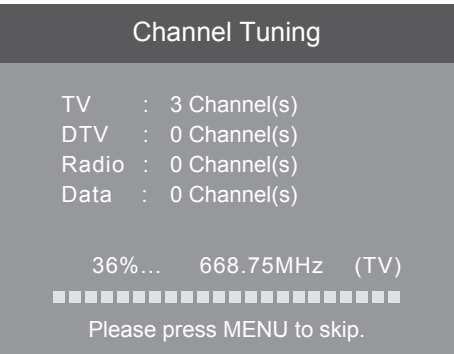 Channel Tuning
TV : 3 Channel(s)
DTV : 0 Channel(s)
Radio : 0 Channel(s)
Data : 0 Channel(s)
36%... 668.75MHz (TV)
Please press MENU to skip.